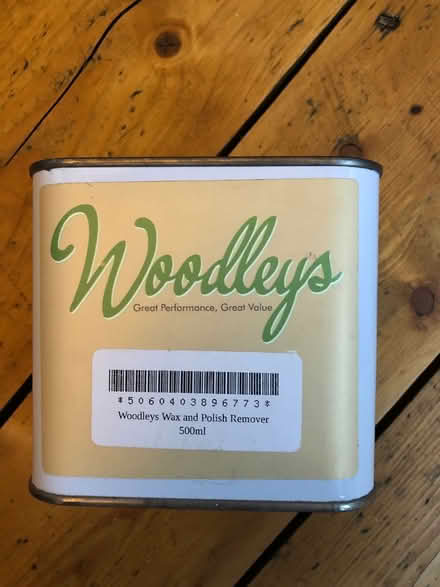 Woodleys
Great Performance, Great Value
*5060403896773*
Woodleys Wax and Polish Remover
500ml